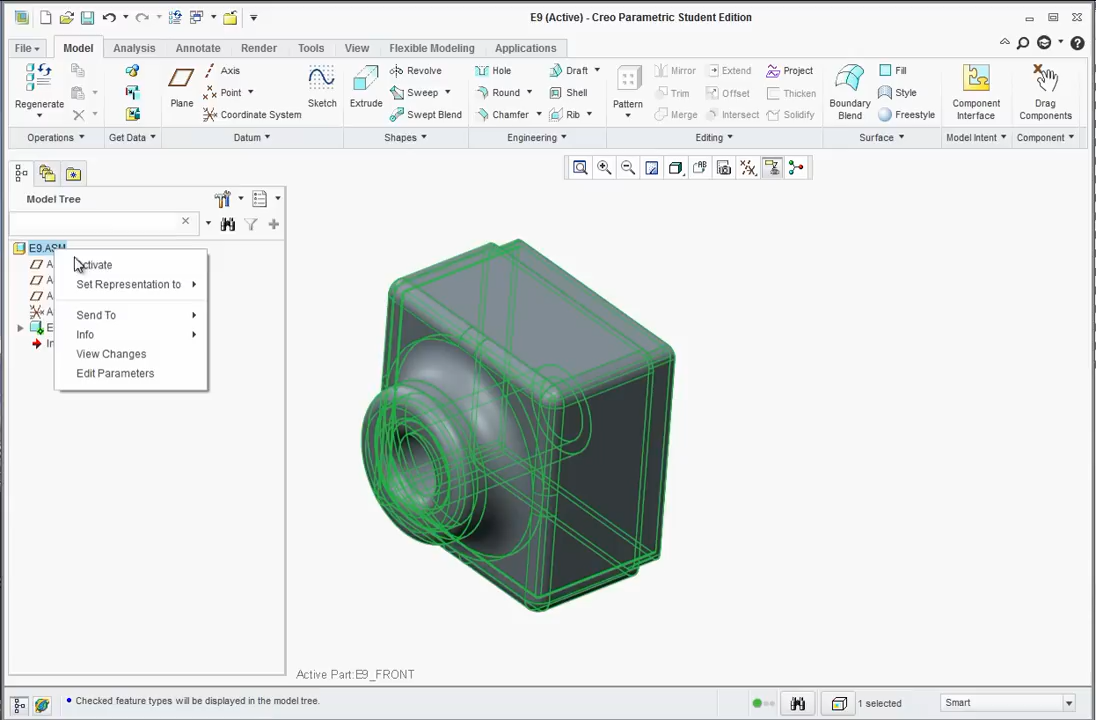 E9 (Active) - Creo Parametric Student Edition
File Model Analysis Annotate Render Tools View Flexible Modeling Applications
Regenerate
Plane
Axis
Point
Coordinate System
Sketch
Extrude
Revolve
Sweep
Swept Blend
Hole
Round
Chamfer
Draft
Shell
Rib
Pattern
Mirror Extend Project
Trim Offset Thicken
Merge Intersect Solidify
Boundary
Blend
Fill
Style
Freestyle
Component
Interface
Drag
Components
Operations Get Data Datum Shapes Engineering Editing Surface Model Intent Component
Model Tree
E9.ASM
Set Representation to
Send To
Info
View Changes
Edit Parameters
Active Part:E9_FRONT
Checked feature types will be displayed in the model tree.
1 selected
Smart